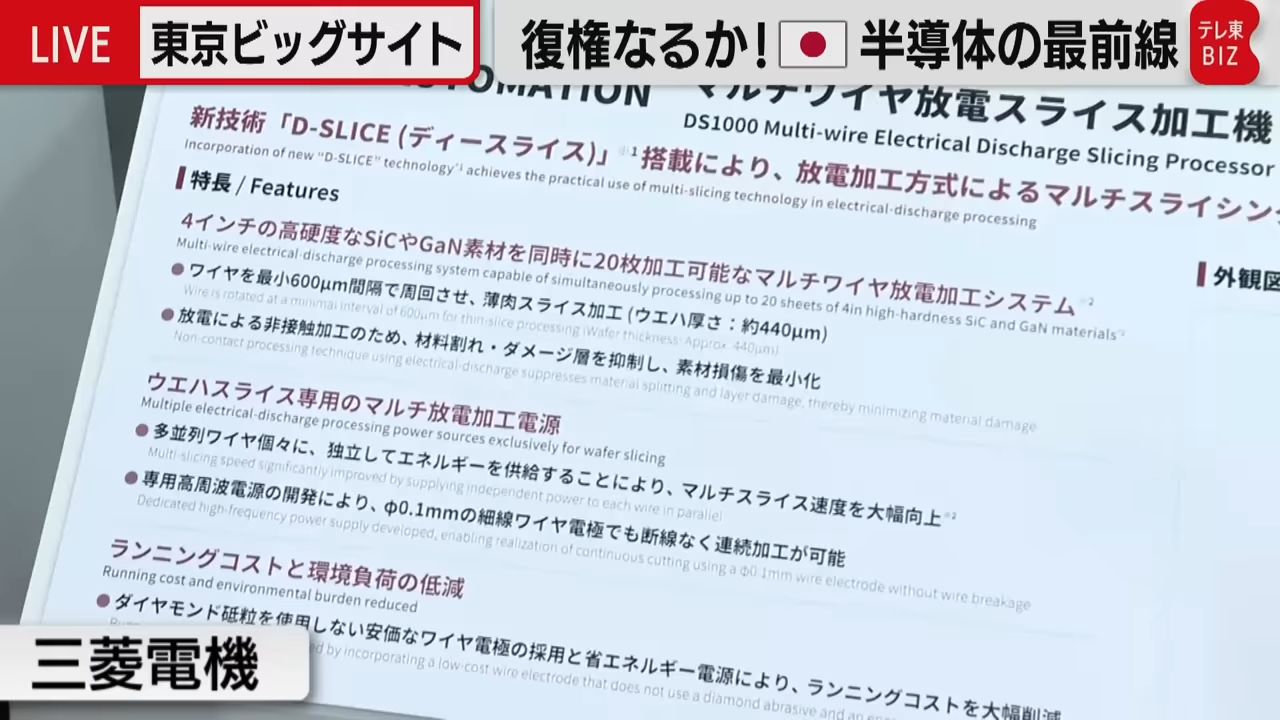 LIVE 東京ビッグサイト
復権なるか! 半導体の最前線
テレ東
BIZ
AUTOMATION マルチワイヤ放電スライス加工機
DS1000 Multi-wire Electrical Discharge Slicing Processor
新技術「D-SLICE (ディースライス)」※1 搭載により、放電加工方式によるマルチスライシング
Incorporation of new "D-SLICE" technology*1 achieves the practical use of multi-slicing technology in electrical-discharge processing
特長 / Features
外観図
4インチの高硬度なSiCやGaN素材を同時に20枚加工可能なマルチワイヤ放電加工システム※2
Multi-wire electrical-discharge processing system capable of simultaneously processing up to 20 sheets of 4in high-hardness SiC and GaN materials※2
● ワイヤを最小600μm間隔で周回させ、薄肉スライス加工 (ウエハ厚さ：約440μm)
Wire is rotated at a minimal interval of 600μm for thin-slice processing (Wafer thickness: Approx. 440μm)
● 放電による非接触加工のため、材料割れ・ダメージ層を抑制し、素材損傷を最小化
Non-contact processing technique using electrical-discharge suppresses material splitting and layer damage, thereby minimizing material damage
ウエハスライス専用のマルチ放電加工電源
Multiple electrical-discharge processing power sources exclusively for wafer slicing
● 多並列ワイヤ個々に、独立してエネルギーを供給することにより、マルチスライス速度を大幅向上※2
Multi-slicing speed significantly improved by supplying independent power to each wire in parallel
● 専用高周波電源の開発により、φ0.1mmの細線ワイヤ電極でも断線なく連続加工が可能
Dedicated high-frequency power supply developed, enabling realization of continuous cutting using a φ0.1mm wire electrode without wire breakage
ランニングコストと環境負荷の低減
Running cost and environmental burden reduced
● ダイヤモンド砥粒を使用しない安価なワイヤ電極の採用と省エネルギー電源により、ランニングコストを大幅削減
by incorporating a low-cost wire electrode that does not use a diamond abrasive and an
三菱電機